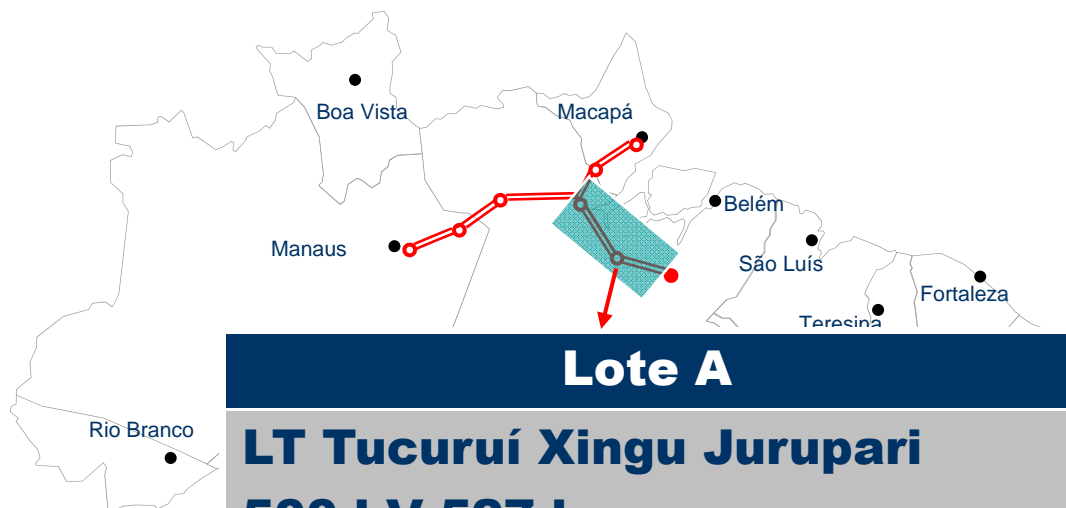 Boa Vista
Macapá
Belém
Manaus
São Luís
Fortaleza
Teresina
Lote A
Rio Branco
LT Tucuruí Xingu Jurupari